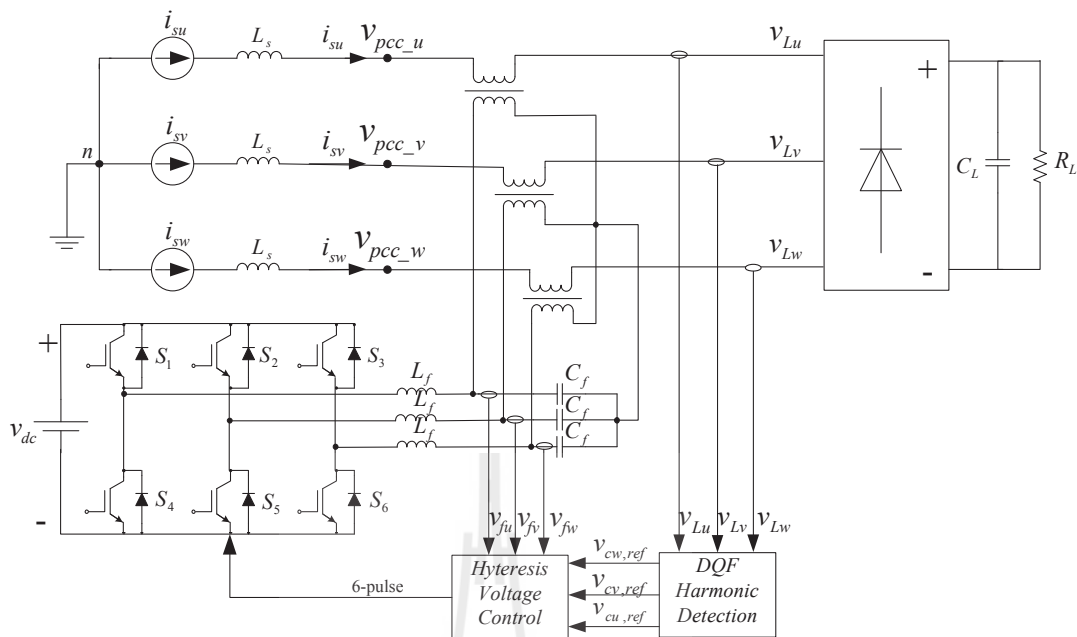 i_su L_s i_su v_pcc_u v_Lu
i_sv L_s i_sv v_pcc_v v_Lv
n
+
C_L R_L
i_sw L_s i_sw v_pcc_w v_Lw
-
+
S_1 S_2 S_3
L_f C_f
L_f C_f
L_f C_f
v_dc
S_4 S_5 S_6
-
v_fu v_fv v_fw v_Lu v_Lv v_Lw
Hyteresis
Voltage
Control
v_cw,ref
v_cv,ref
v_cu,ref
DQF
Harmonic
Detection
6-pulse